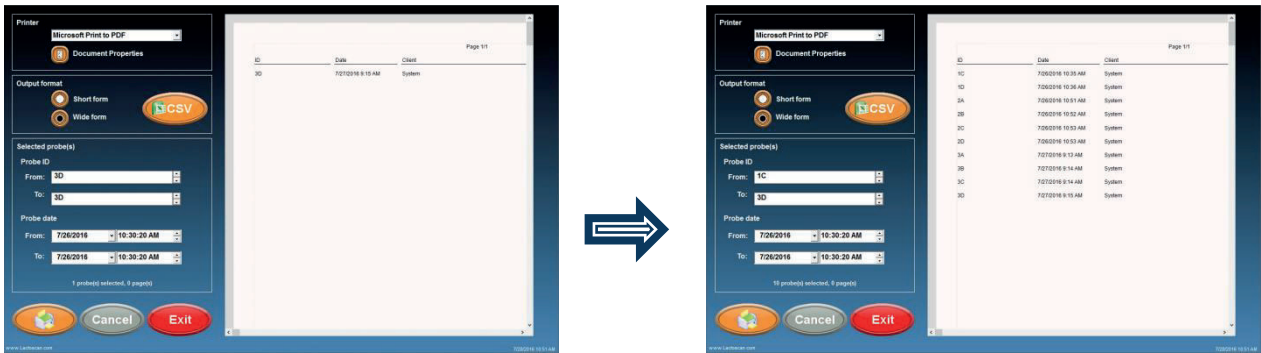 Printer
Microsoft Print to PDF
Document Properties
Output format
Short form
Wide form
CSV
Selected probe(s)
Probe ID
From: 3D
To: 3D
Probe date
From: 7/26/2016 10:30:20 AM
To: 7/26/2016 10:30:20 AM
1 probe(s) selected, 0 page(s)
Cancel
Exit
Page 1/1
ID Date Client
3D 7/27/2016 9:15 AM System
Printer
Microsoft Print to PDF
Document Properties
Output format
Short form
Wide form
CSV
Selected probe(s)
Probe ID
From: 1C
To: 3D
Probe date
From: 7/26/2016 10:30:20 AM
To: 7/26/2016 10:30:20 AM
10 probe(s) selected, 0 page(s)
Cancel
Exit
Page 1/1
ID Date Client
1C 7/26/2016 10:35 AM System
1D 7/26/2016 10:36 AM System
2A 7/26/2016 10:51 AM System
2B 7/26/2016 10:52 AM System
2C 7/26/2016 10:53 AM System
2D 7/26/2016 10:53 AM System
3A 7/27/2016 9:13 AM System
3B 7/27/2016 9:14 AM System
3C 7/27/2016 9:14 AM System
3D 7/27/2016 9:15 AM System